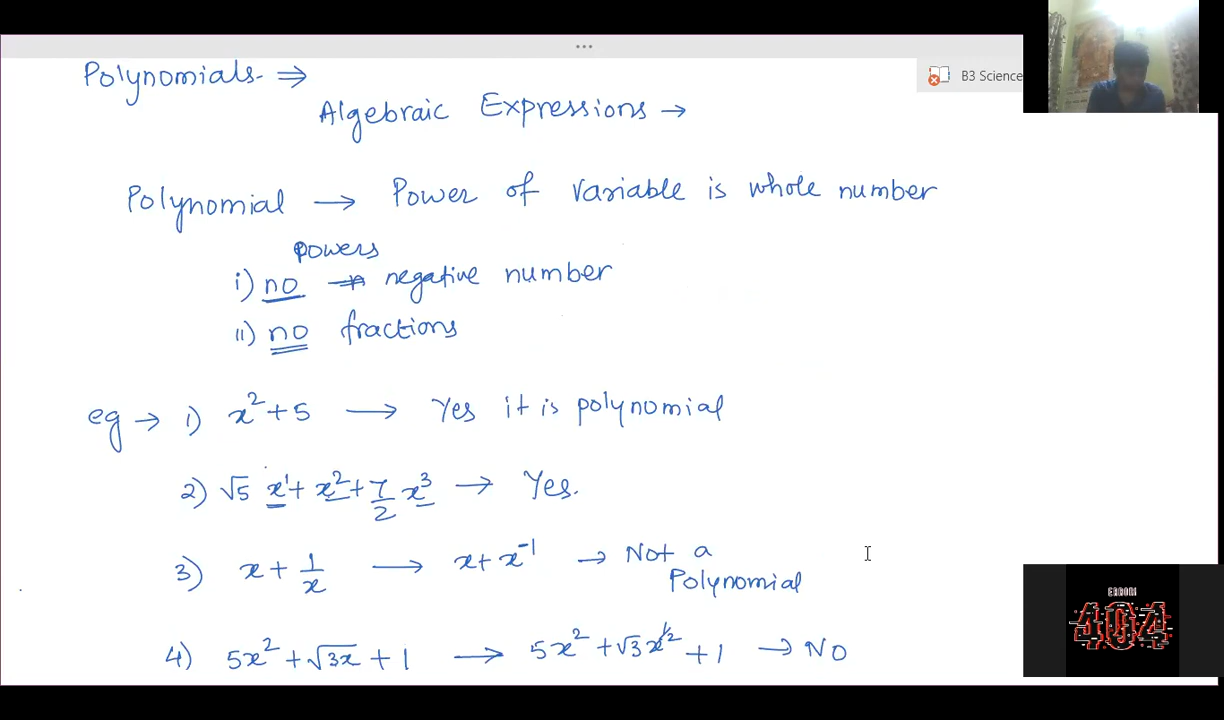 Polynomials- ⇒
B3 Science
Algebraic Expressions →
Polynomial → Power of variable is whole number
powers
i) no negative number
ii) no fractions
eg → 1) x² + 5 → Yes it is polynomial
2) √5 x¹ + x² + 7/2 x³ → Yes.
3) x + 1/x → x + x⁻¹ → Not a
Polynomial
ERROR!
404
4) 5x² + √3x + 1 → 5x² + √3 x^1/2 + 1 → NO